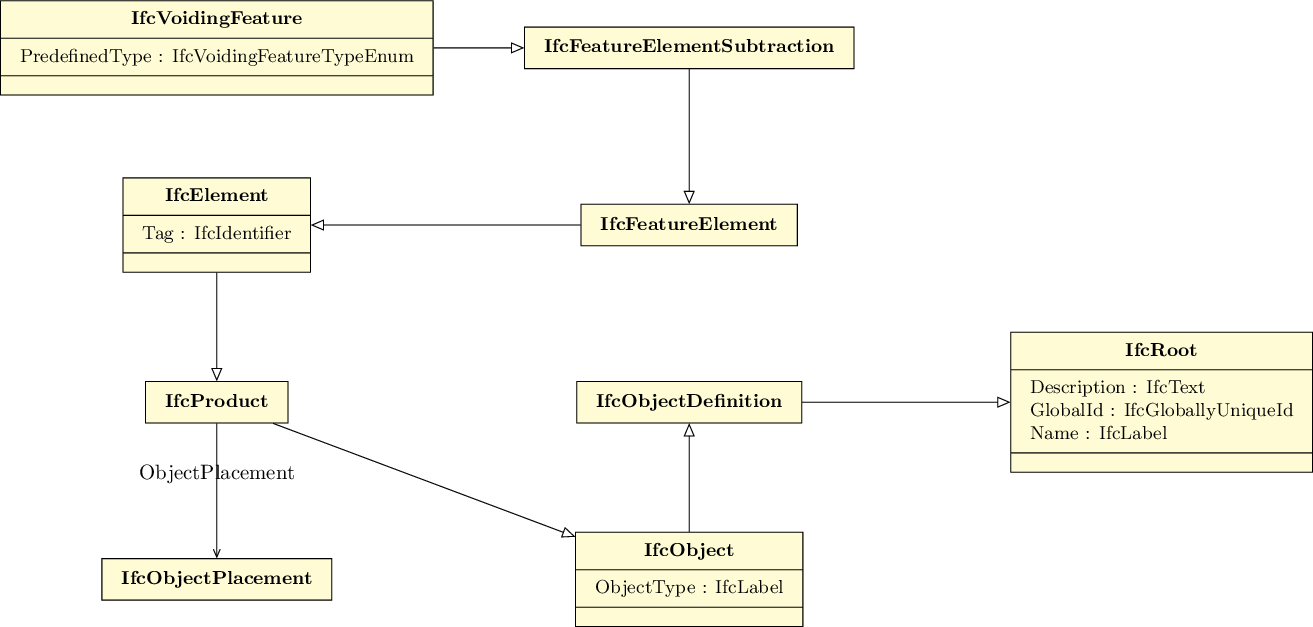 IfcVoidingFeature
PredefinedType : IfcVoidingFeatureTypeEnum
IfcFeatureElementSubtraction
IfcElement
Tag : IfcIdentifier
IfcFeatureElement
IfcRoot
Description : IfcText
GlobalId : IfcGloballyUniqueId
Name : IfcLabel
IfcProduct
IfcObjectDefinition
ObjectPlacement
IfcObjectPlacement
IfcObject
ObjectType : IfcLabel